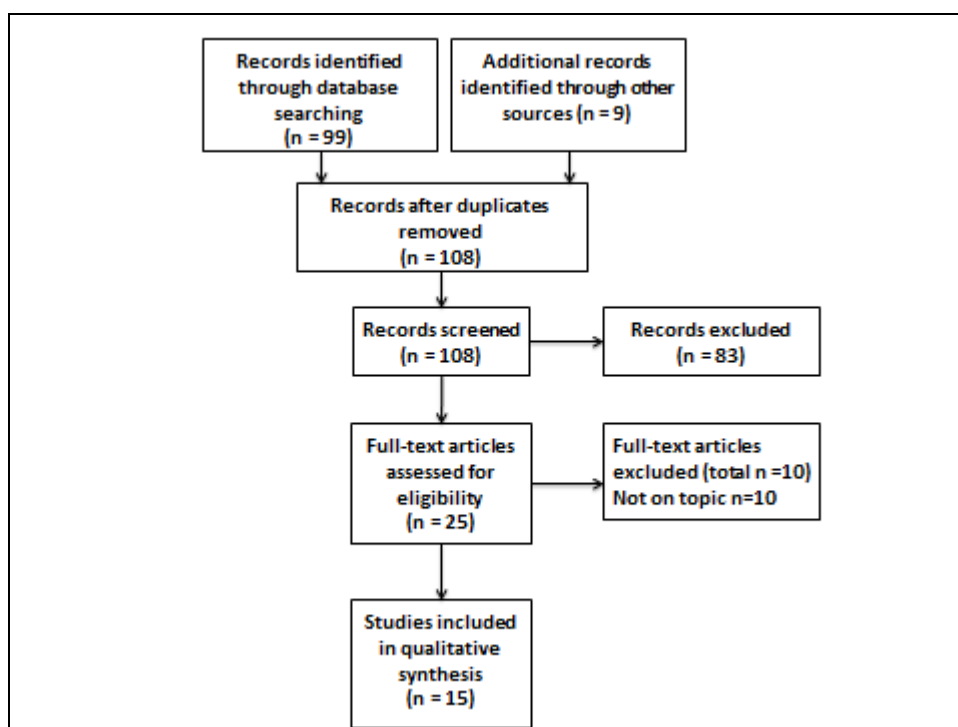 Records identified
through database
searching
(n = 99)
Additional records
identified through other
sources (n = 9)
Records after duplicates
removed
(n = 108)
Records screened
(n = 108)
Records excluded
(n = 83)
Full-text articles
assessed for
eligibility
(n = 25)
Full-text articles
excluded (total n =10)
Not on topic n=10
Studies included
in qualitative
synthesis
(n = 15)